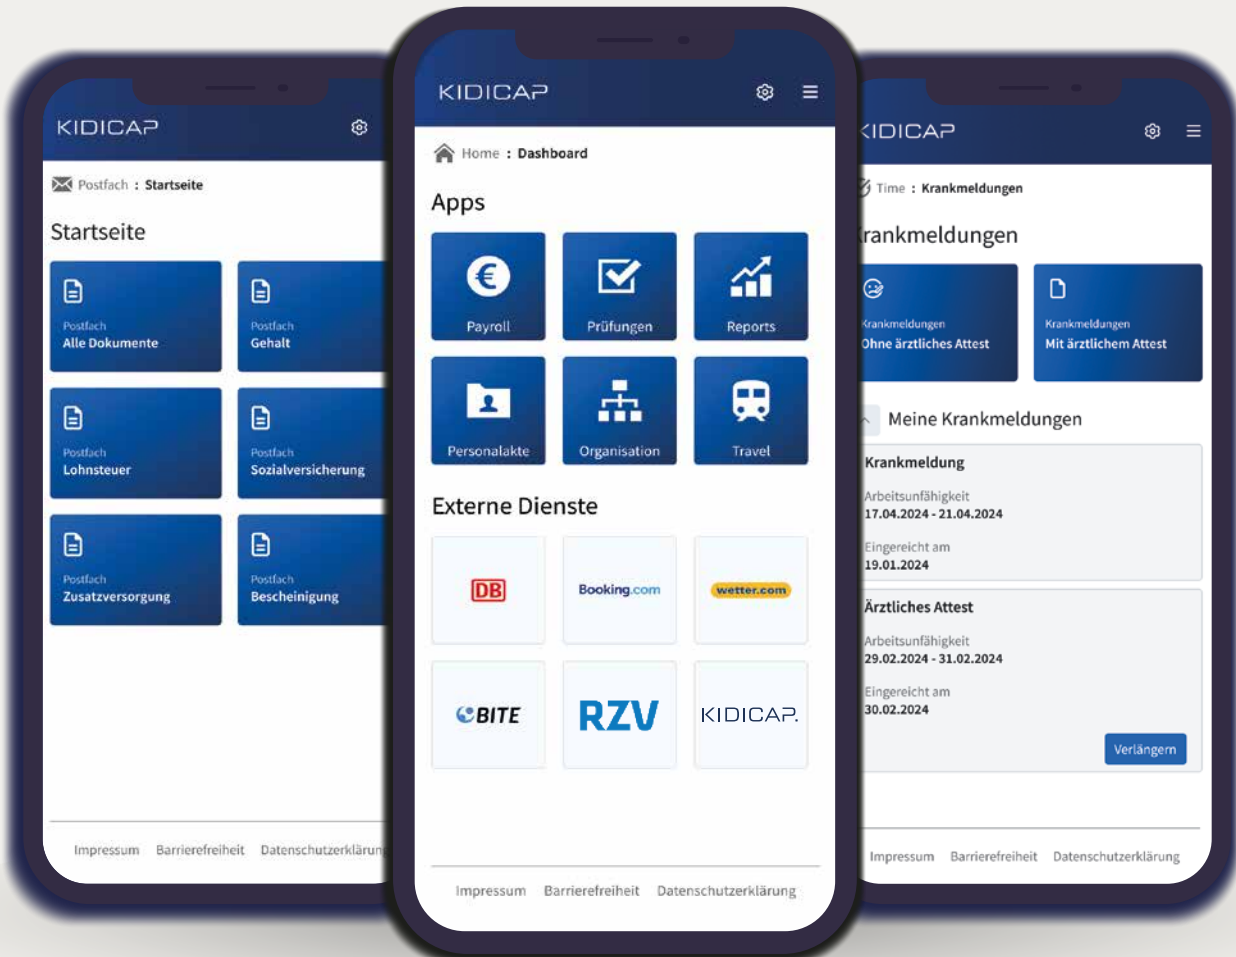 KIDICAP
Postfach : Startseite
Startseite
Postfach
Alle Dokumente
Postfach
Gehalt
Postfach
Lohnsteuer
Postfach
Sozialversicherung
Postfach
Zusatzversorgung
Postfach
Bescheinigung
Impressum Barrierefreiheit Datenschutzerklärun
KIDICAP
Home : Dashboard
Apps
Payroll
Prüfungen
Reports
Personalakte
Organisation
Travel
Externe Dienste
DB
Booking.com
wetter.com
BITE
RZV
KIDICAP.
Impressum Barrierefreiheit Datenschutzerklärung
KIDICAP
Time : Krankmeldungen
Krankmeldungen
Krankmeldungen
Ohne ärztliches Attest
Krankmeldungen
Mit ärztlichem Attest
Meine Krankmeldungen
Krankmeldung
Arbeitsunfähigkeit
17.04.2024 - 21.04.2024
Eingereicht am
19.01.2024
Ärztliches Attest
Arbeitsunfähigkeit
29.02.2024 - 31.02.2024
Eingereicht am
30.02.2024
Verlängern
Impressum Barrierefreiheit Datenschutzerklärung